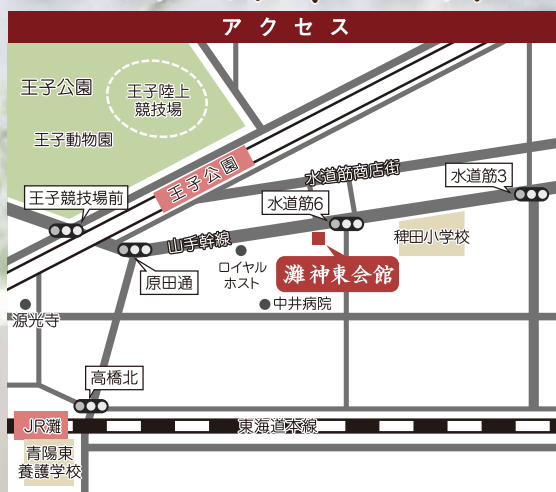 アクセス
王子公園
王子陸上
競技場
王子動物園
王子公園
水道筋商店街
水道筋3
王子競技場前
水道筋6
稗田小学校
山手幹線
原田通
ロイヤル
ホスト
灘神東会館
中井病院
源光寺
高橋北
JR灘
東海道本線
青陽東
養護学校